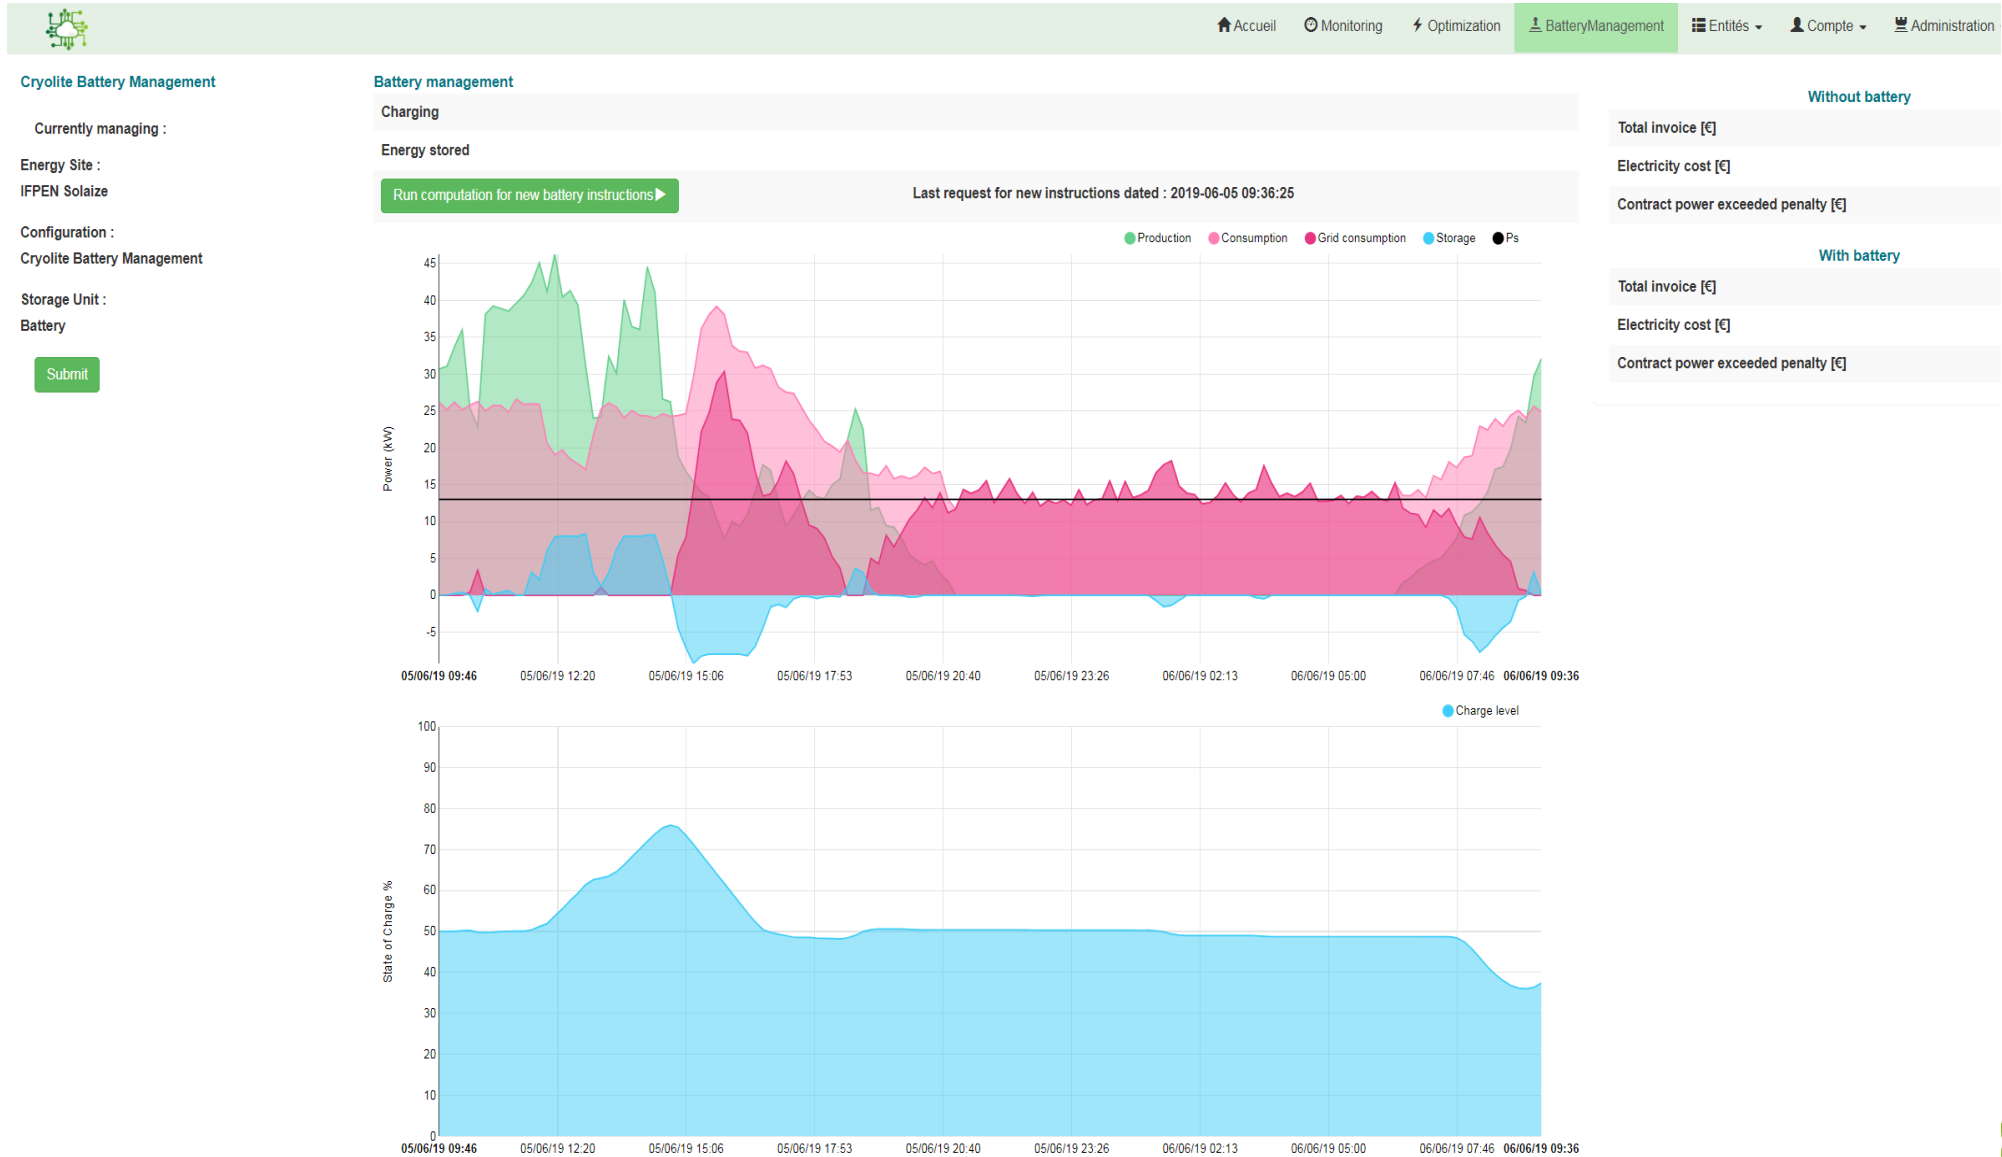 Accueil Monitoring Optimization BatteryManagement Entités Compte Administration
Cryolite Battery Management
Currently managing :
Energy Site :
IFPEN Solaize
Configuration :
Cryolite Battery Management
Storage Unit :
Battery
Submit
Battery management
Charging
Energy stored
Run computation for new battery instructions
Last request for new instructions dated : 2019-06-05 09:36:25
Production Consumption Grid consumption Storage Ps
Power (kW)
45
40
35
30
25
20
15
10
5
0
-5
05/06/19 09:46 05/06/19 12:20 05/06/19 15:06 05/06/19 17:53 05/06/19 20:40 05/06/19 23:26 06/06/19 02:13 06/06/19 05:00 06/06/19 07:46 06/06/19 09:36
Charge level
State of Charge %
100
90
80
70
60
50
40
30
20
10
0
05/06/19 09:46 05/06/19 12:20 05/06/19 15:06 05/06/19 17:53 05/06/19 20:40 05/06/19 23:26 06/06/19 02:13 06/06/19 05:00 06/06/19 07:46 06/06/19 09:36
Without battery
Total invoice [€]
Electricity cost [€]
Contract power exceeded penalty [€]
With battery
Total invoice [€]
Electricity cost [€]
Contract power exceeded penalty [€]